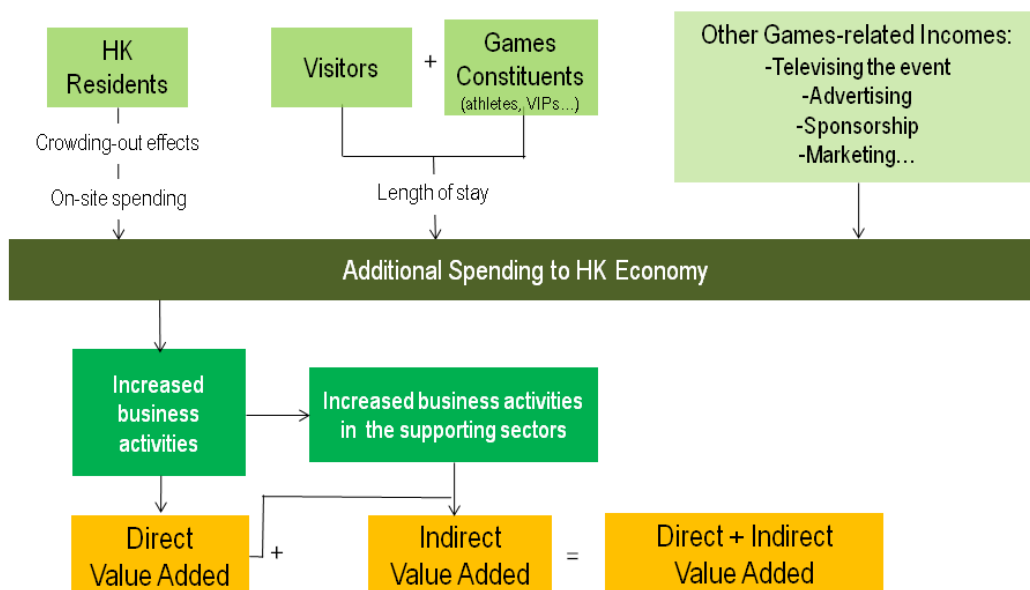 HK
Residents
Visitors
+
Games
Constituents
(athletes, VIPs...)
Other Games-related Incomes:
-Televising the event
-Advertising
-Sponsorship
-Marketing...
Crowding-out effects
On-site spending
Length of stay
Additional Spending to HK Economy
Increased
business
activities
Increased business activities
in the supporting sectors
Direct
Value Added
+
Indirect
Value Added
=
Direct + Indirect
Value Added